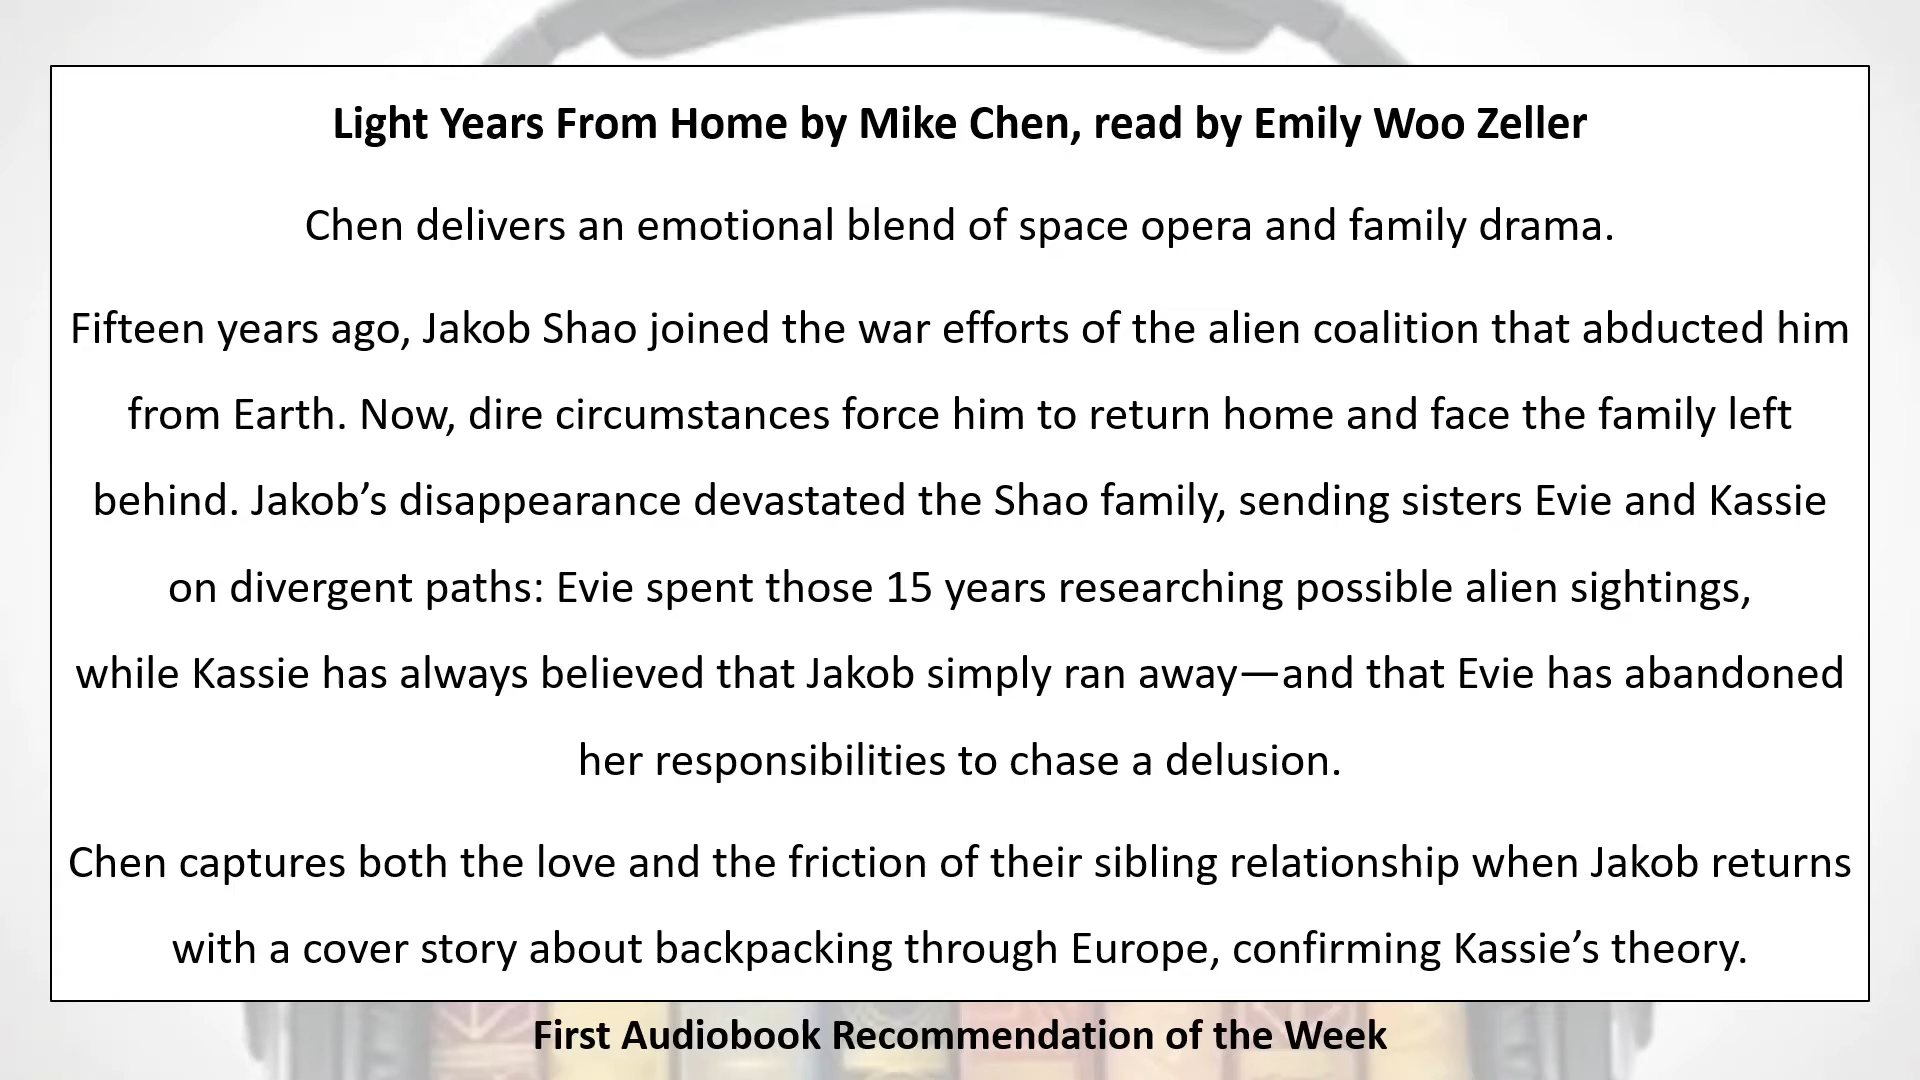 Light Years From Home by Mike Chen, read by Emily Woo Zeller
Chen delivers an emotional blend of space opera and family drama.
Fifteen years ago, Jakob Shao joined the war efforts of the alien coalition that abducted him
from Earth. Now, dire circumstances force him to return home and face the family left
behind. Jakob’s disappearance devastated the Shao family, sending sisters Evie and Kassie
on divergent paths: Evie spent those 15 years researching possible alien sightings,
while Kassie has always believed that Jakob simply ran away—and that Evie has abandoned
her responsibilities to chase a delusion.
Chen captures both the love and the friction of their sibling relationship when Jakob returns
with a cover story about backpacking through Europe, confirming Kassie’s theory.
First Audiobook Recommendation of the Week